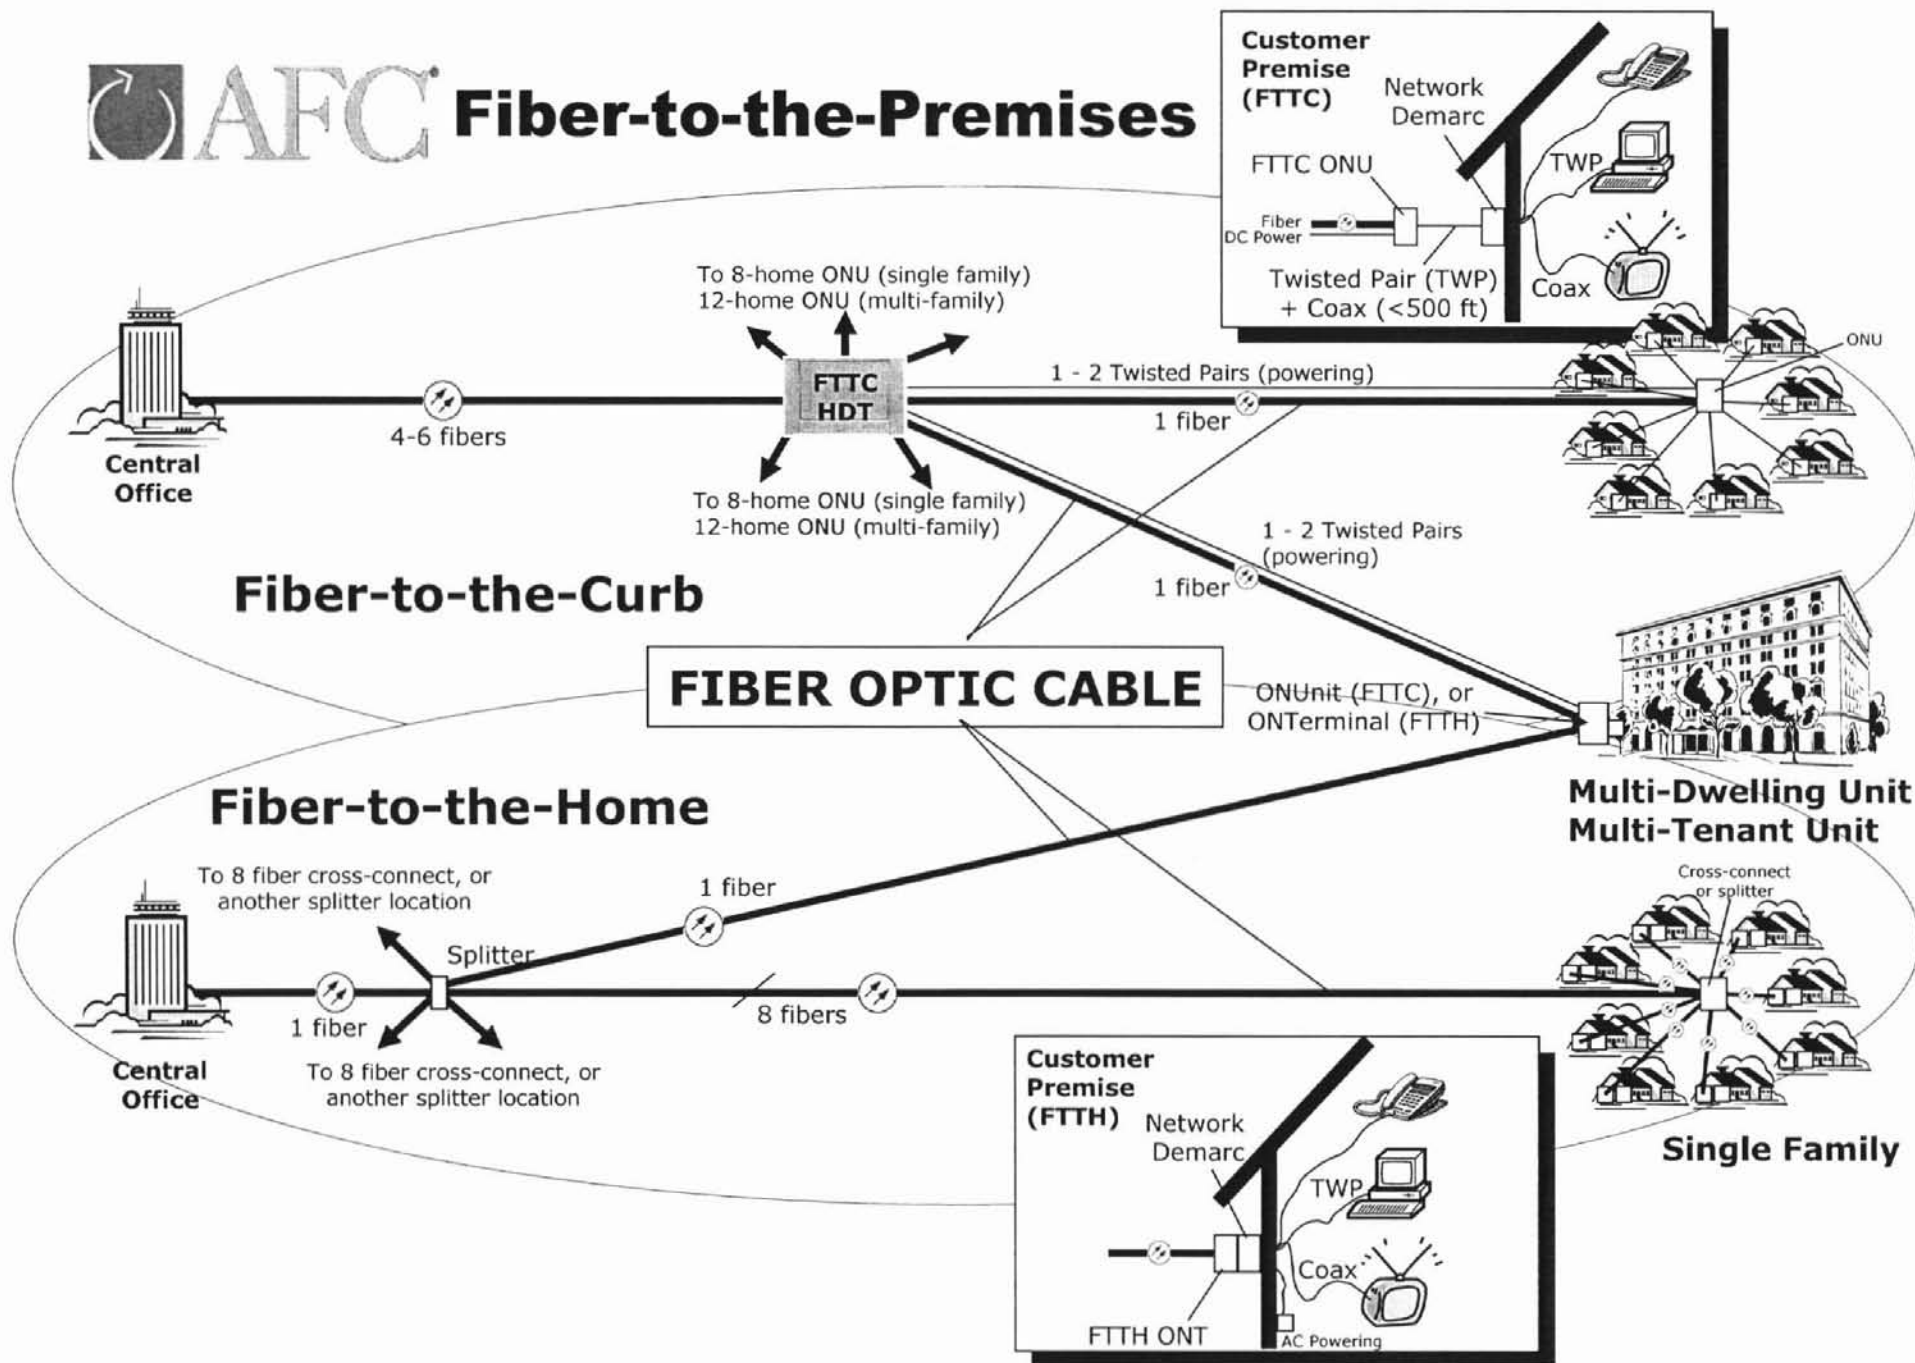 AFC Fiber-to-the-Premises
Customer
Premise
(FTTC)
Network
Demarc
FTTC ONU
TWP
Fiber
DC Power
Twisted Pair (TWP)
+ Coax (<500 ft)
Coax
To 8-home ONU (single family)
12-home ONU (multi-family)
ONU
FTTC
HDT
1 - 2 Twisted Pairs (powering)
1 fiber
4-6 fibers
Central
Office
To 8-home ONU (single family)
12-home ONU (multi-family)
1 - 2 Twisted Pairs
(powering)
1 fiber
Fiber-to-the-Curb
FIBER OPTIC CABLE
ONUnit (FTTC), or
ONTerminal (FTTH)
Multi-Dwelling Unit
Multi-Tenant Unit
Fiber-to-the-Home
To 8 fiber cross-connect, or
another splitter location
1 fiber
Cross-connect
or splitter
Splitter
1 fiber
8 fibers
Central
Office
To 8 fiber cross-connect, or
another splitter location
Single Family
Customer
Premise
(FTTH)
Network
Demarc
TWP
Coax
FTTH ONT
AC Powering